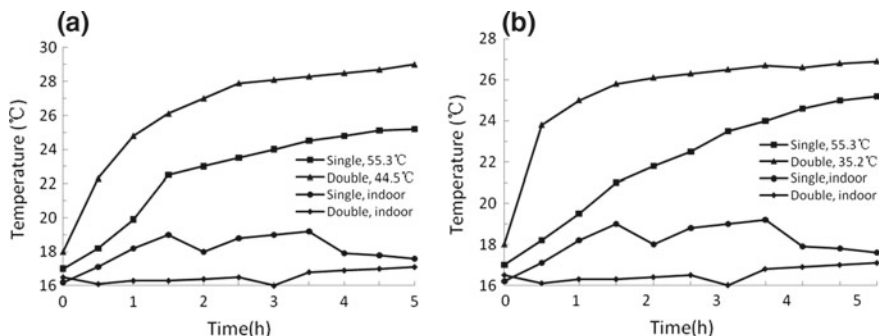 (a)
30
28
26
24
22
20
18
16
Temperature (℃)
Single, 55.3℃
Double, 44.5℃
Single, indoor
Double, indoor
0 1 2 3 4 5
Time(h)
(b)
28
26
24
22
20
18
16
Temperature (℃)
Single, 55.3℃
Double, 35.2℃
Single,indoor
Double, indoor
0 1 2 3 4 5
Time(h)